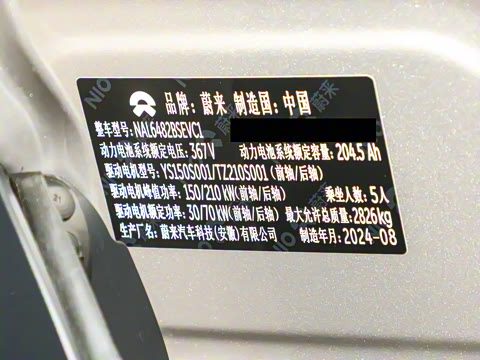 品牌：蔚来 制造国：中国
整车型号：NAL6482BSEVC1
动力电池系统额定电压：367V 动力电池系统额定容量：204.5 Ah
驱动电机型号：YS150S001/TZ210S001（前轴/后轴）
驱动电机峰值功率：150/210 kW（前轴/后轴） 乘坐人数：5人
驱动电机额定功率：30/70 kW（前轴/后轴） 最大允许总质量：2826kg
生产厂名：蔚来汽车科技（安徽）有限公司 制造年月：2024-08